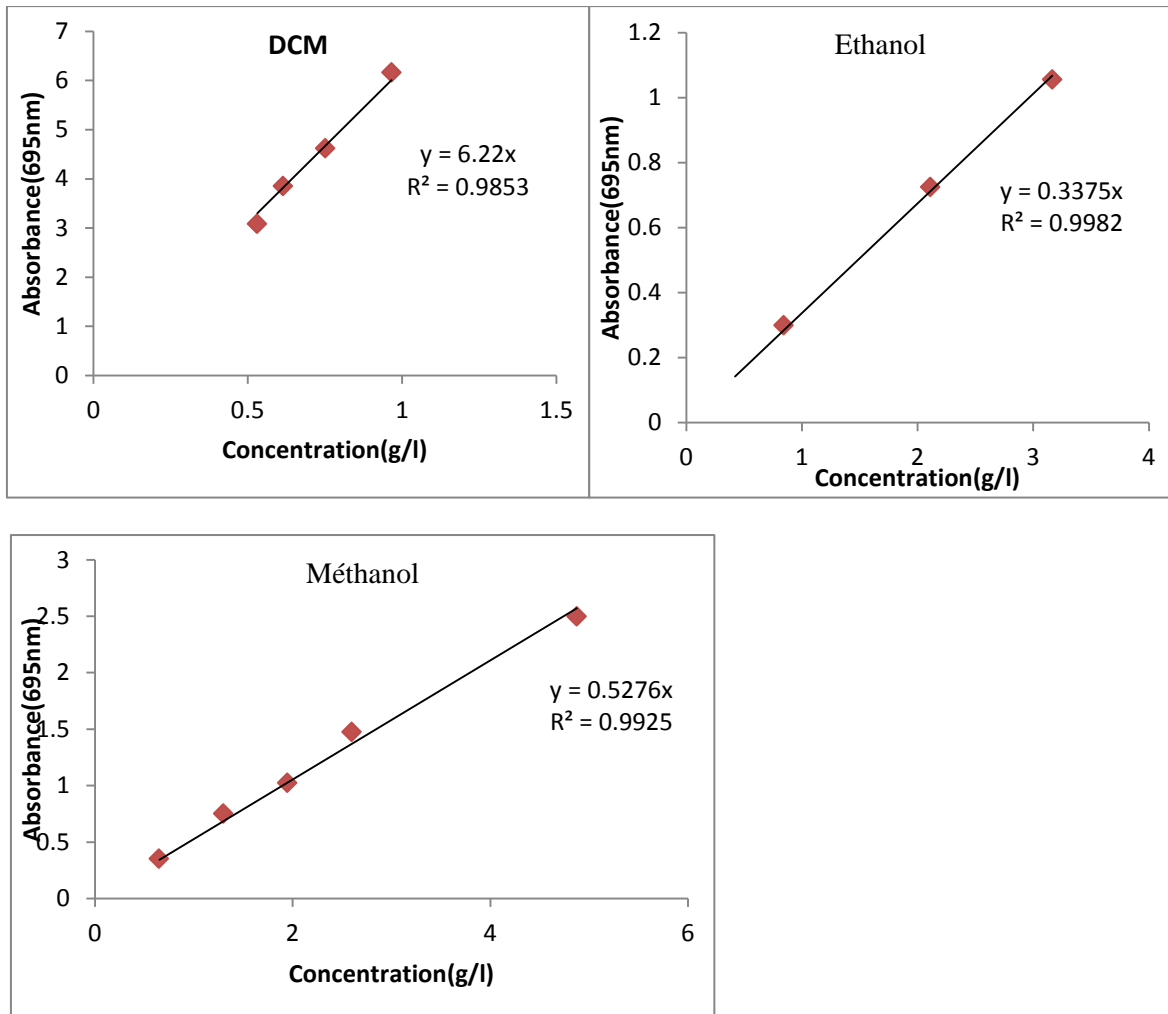 DCM
Absorbance(695nm)
7
6
5
4
3
2
1
0
y = 6.22x
R² = 0.9853
0 0.5 1 1.5
Concentration(g/l)
Ethanol
Absorbance(695nm)
1.2
1
0.8
0.6
0.4
0.2
0
y = 0.3375x
R² = 0.9982
0 1 2 3 4
Concentration(g/l)
Méthanol
Absorbance(695nm)
3
2.5
2
1.5
1
0.5
0
y = 0.5276x
R² = 0.9925
0 2 4 6
Concentration(g/l)